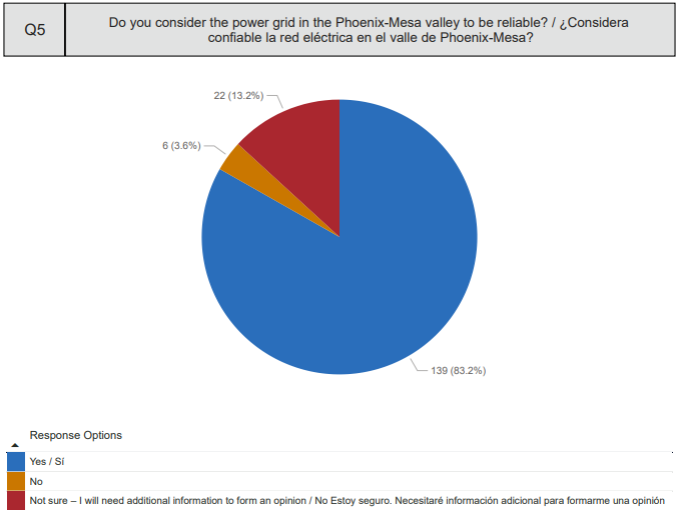 Q5
Do you consider the power grid in the Phoenix-Mesa valley to be reliable? / ¿Considera
confiable la red eléctrica en el valle de Phoenix-Mesa?
22 (13.2%)
6 (3.6%)
139 (83.2%)
Response Options
Yes / Sí
No
Not sure – I will need additional information to form an opinion / No Estoy seguro. Necesitaré información adicional para formarme una opinión